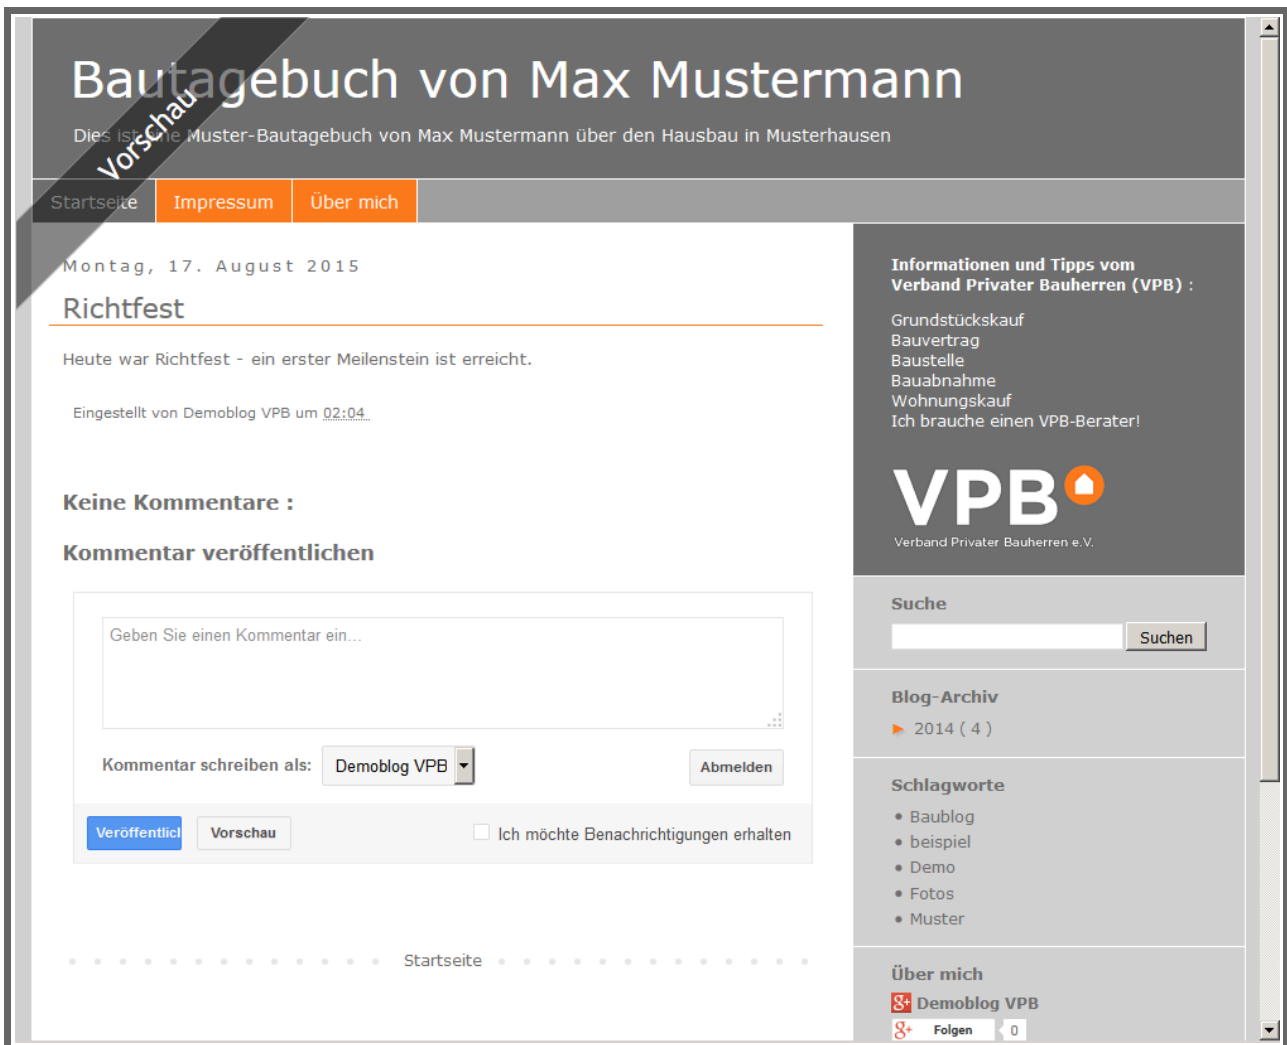 Bautagebuch von Max Mustermann
Dies ist eine Muster-Bautagebuch von Max Mustermann über den Hausbau in Musterhausen
Vorschau
Startseite
Impressum
Über mich
Montag, 17. August 2015
Richtfest
Heute war Richtfest - ein erster Meilenstein ist erreicht.
Eingestellt von Demoblog VPB um 02:04
Keine Kommentare :
Kommentar veröffentlichen
Geben Sie einen Kommentar ein...
Kommentar schreiben als: Demoblog VPB
Abmelden
Veröffentlicl
Vorschau
Ich möchte Benachrichtigungen erhalten
Startseite
Informationen und Tipps vom
Verband Privater Bauherren (VPB) :
Grundstückskauf
Bauvertrag
Baustelle
Bauabnahme
Wohnungskauf
Ich brauche einen VPB-Berater!
VPB
Verband Privater Bauherren e.V.
Suche
Suchen
Blog-Archiv
► 2014 ( 4 )
Schlagworte
• Baublog
• beispiel
• Demo
• Fotos
• Muster
Über mich
g+ Demoblog VPB
g+ Folgen 0